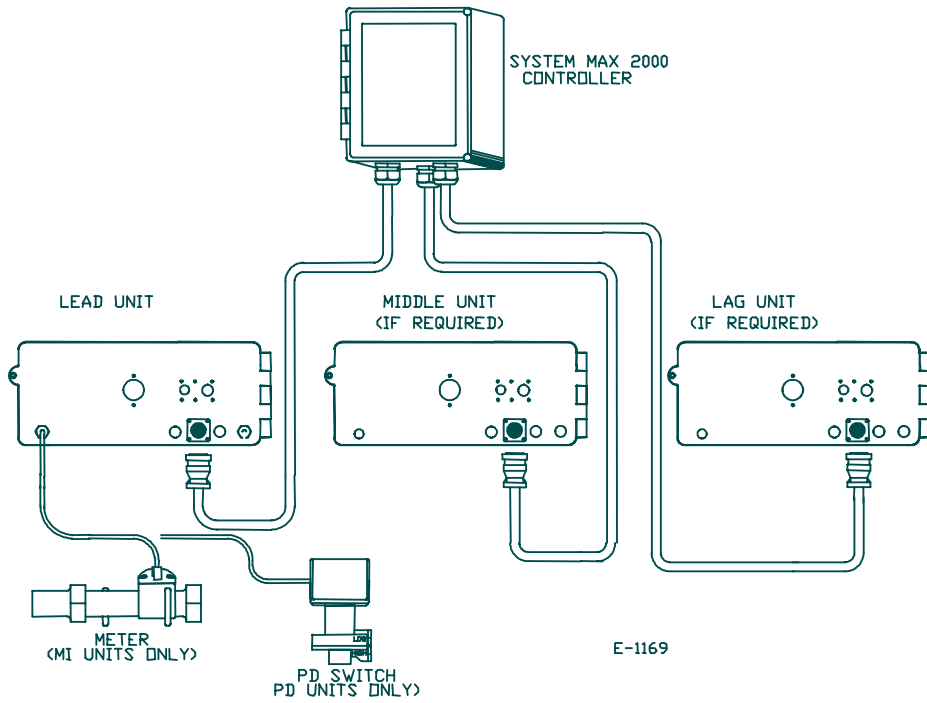 SYSTEM MAX 2000
CONTROLLER
LEAD UNIT
MIDDLE UNIT
(IF REQUIRED)
LAG UNIT
(IF REQUIRED)
METER
(MI UNITS ONLY)
PD SWITCH
PD UNITS ONLY)
E-1169